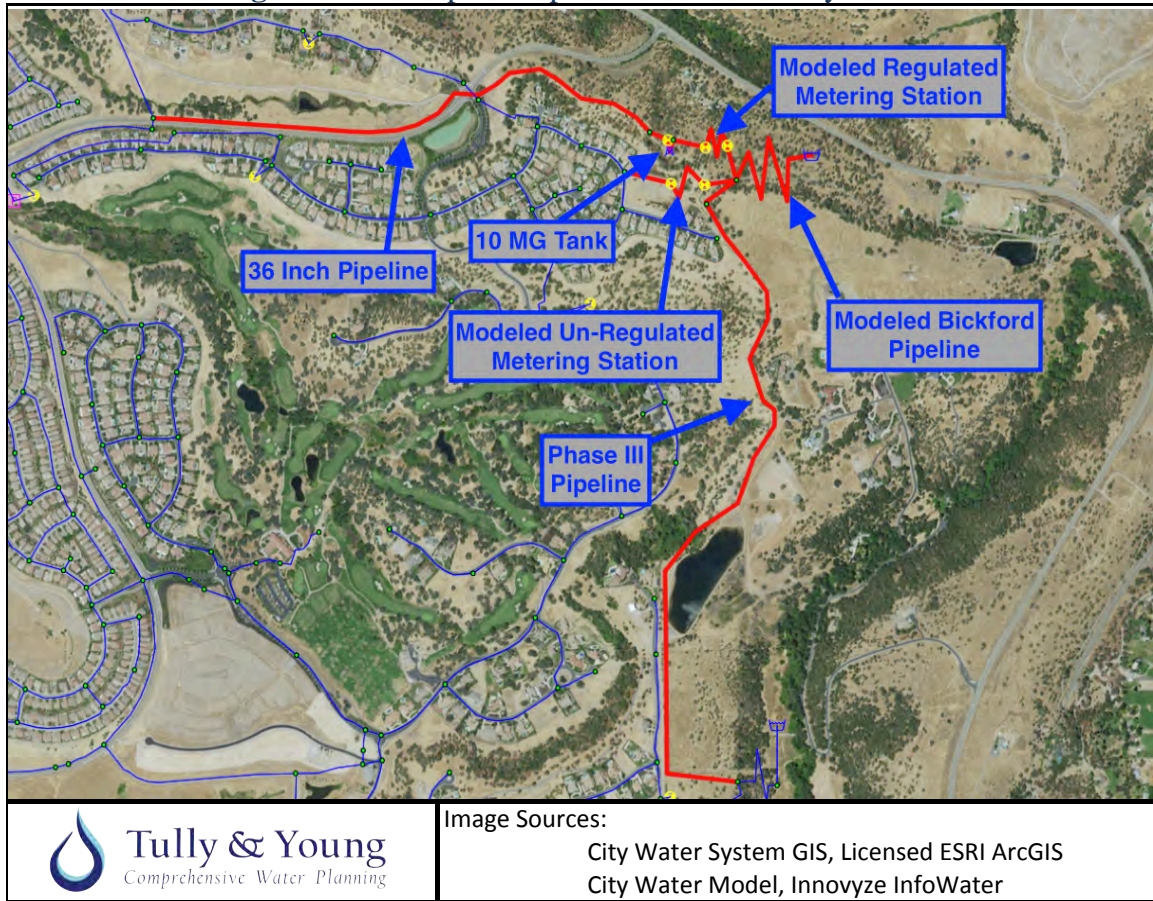 Modeled Regulated
Metering Station
10 MG Tank
36 Inch Pipeline
Modeled Un-Regulated
Metering Station
Modeled Bickford
Pipeline
Phase III
Pipeline
Tully & Young
Comprehensive Water Planning
Image Sources:
City Water System GIS, Licensed ESRI ArcGIS
City Water Model, Innovyze InfoWater